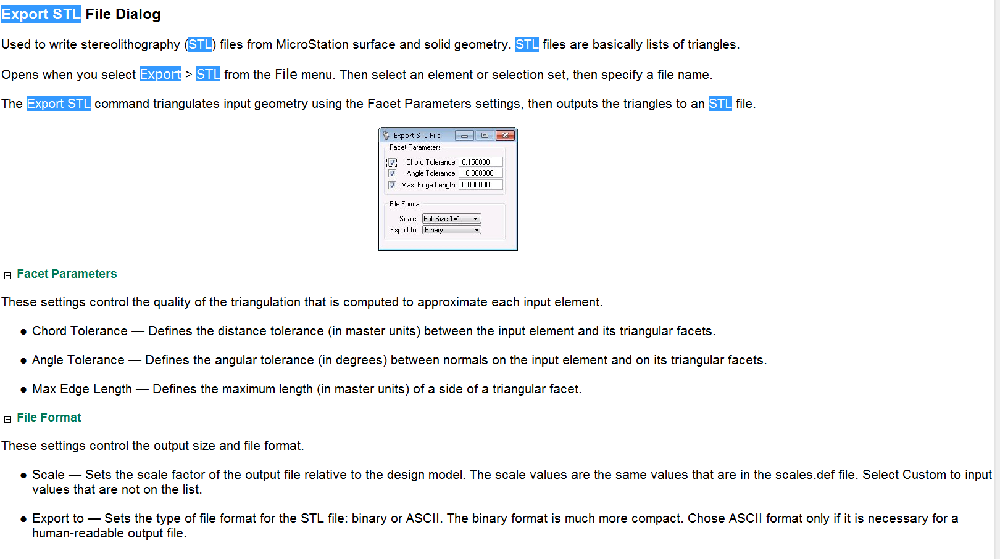 Export STL File Dialog
Used to write stereolithography (STL) files from MicroStation surface and solid geometry. STL files are basically lists of triangles.
Opens when you select Export > STL from the File menu. Then select an element or selection set, then specify a file name.
The Export STL command triangulates input geometry using the Facet Parameters settings, then outputs the triangles to an STL file.
Export STL File
Facet Parameters
Chord Tolerance 0.150000
Angle Tolerance 10.000000
Max. Edge Length 0.000000
File Format
Scale: Full Size 1=1
Export to: Binary
Facet Parameters
These settings control the quality of the triangulation that is computed to approximate each input element.
● Chord Tolerance — Defines the distance tolerance (in master units) between the input element and its triangular facets.
● Angle Tolerance — Defines the angular tolerance (in degrees) between normals on the input element and on its triangular facets.
● Max Edge Length — Defines the maximum length (in master units) of a side of a triangular facet.
File Format
These settings control the output size and file format.
● Scale — Sets the scale factor of the output file relative to the design model. The scale values are the same values that are in the scales.def file. Select Custom to input
values that are not on the list.
● Export to — Sets the type of file format for the STL file: binary or ASCII. The binary format is much more compact. Chose ASCII format only if it is necessary for a
human-readable output file.